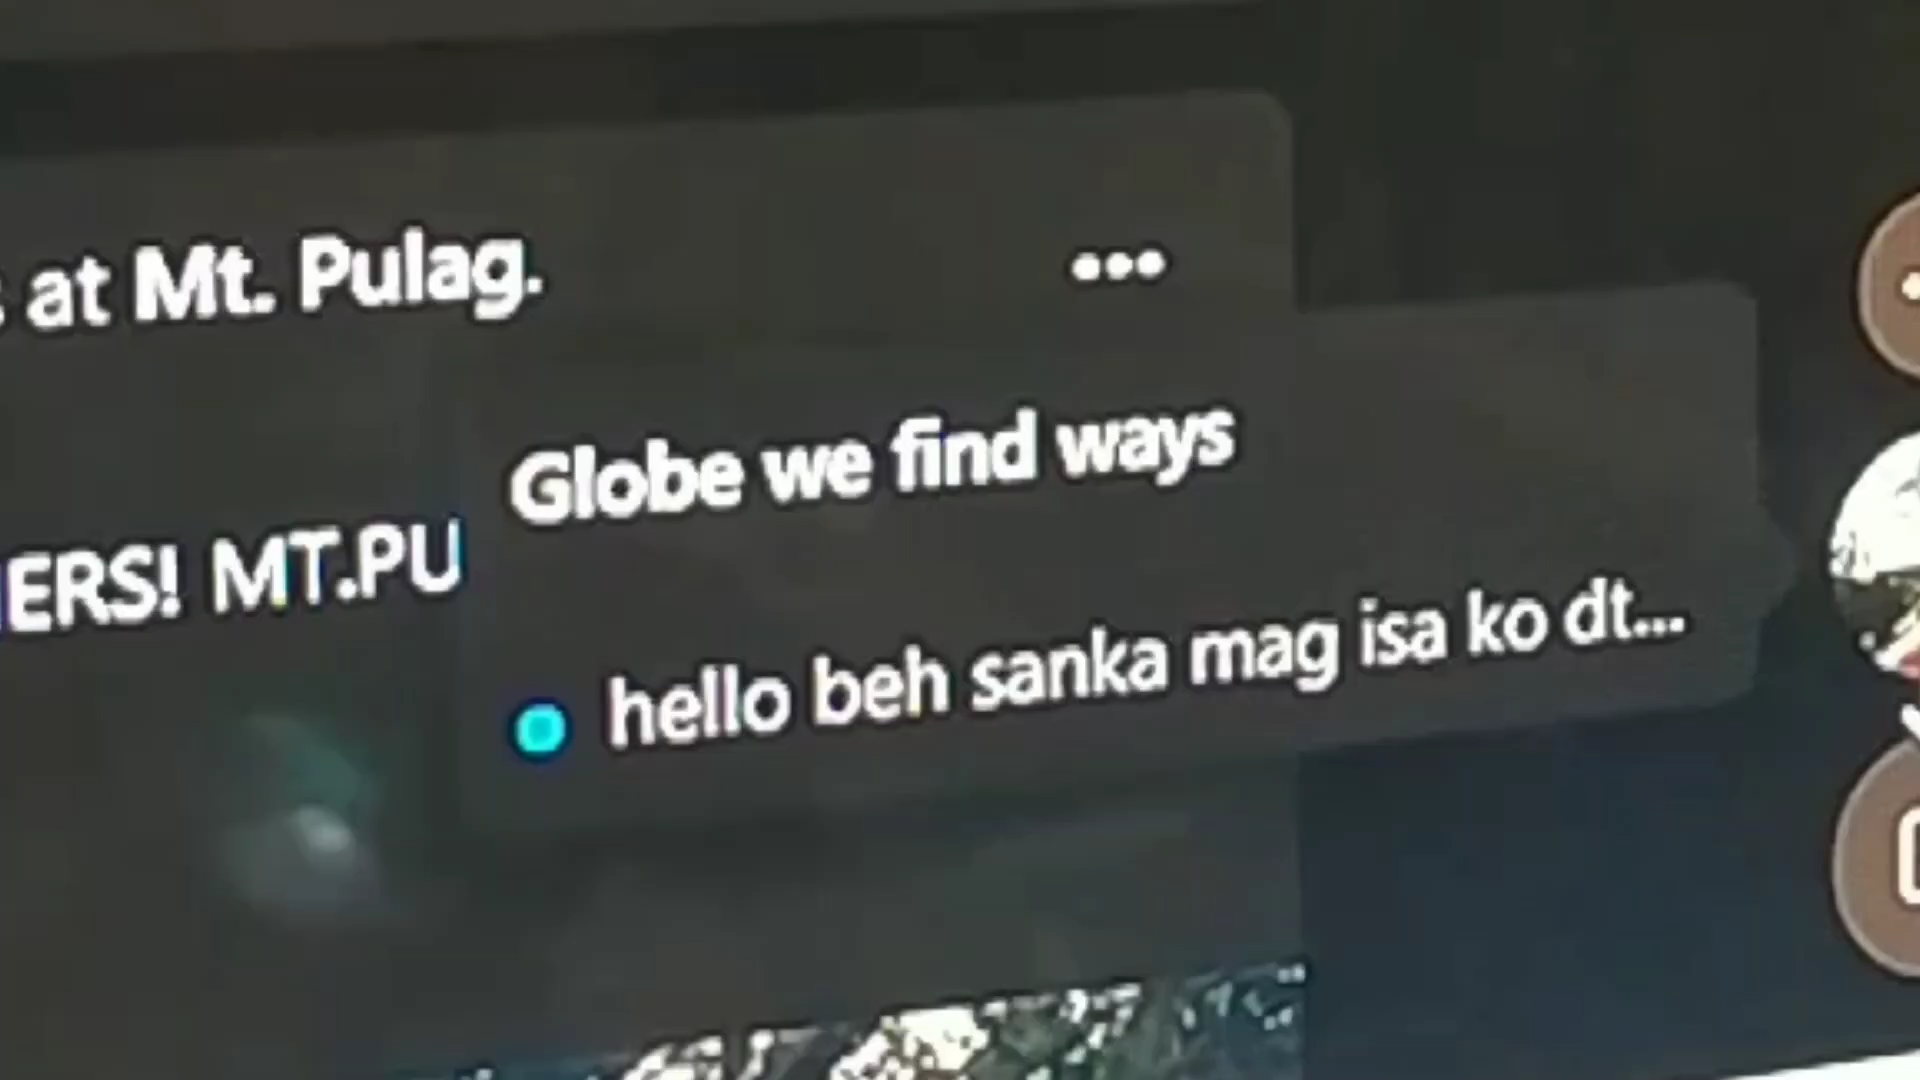 at Mt. Pulag.
Globe we find ways
ERS! MT.PU
hello beh sanka mag isa ko dt...